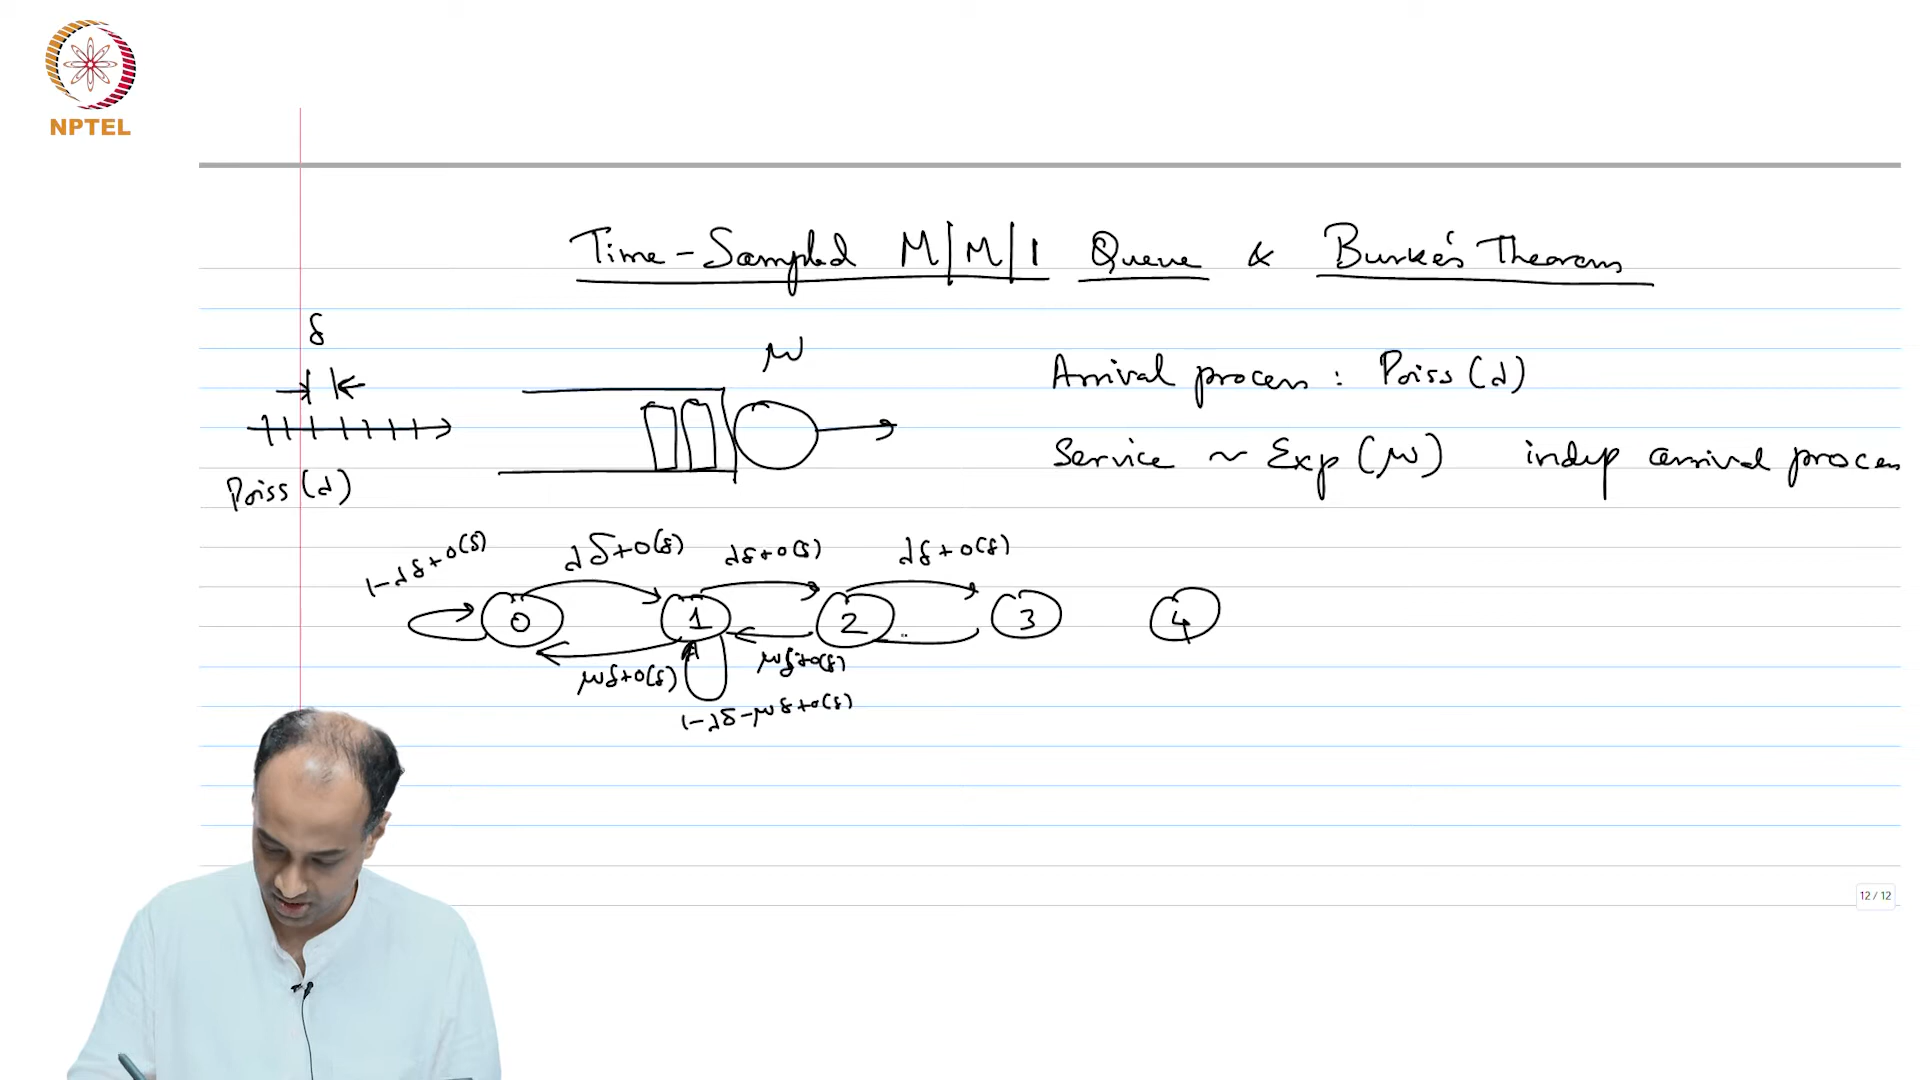 NPTEL
Time-Sampled M/M/1 Queue & Burke's Theorem
δ
μ
Arrival process : Poiss(λ)
Service ~ Exp(μ) indep arrival process
Poiss(λ)
1-λδ+o(δ)
λδ+o(δ) λδ+o(δ) λδ+o(δ)
0 1 2 3 4
μδ+o(δ) μδ+o(δ)
1-λδ-μδ+o(δ)
12 / 12